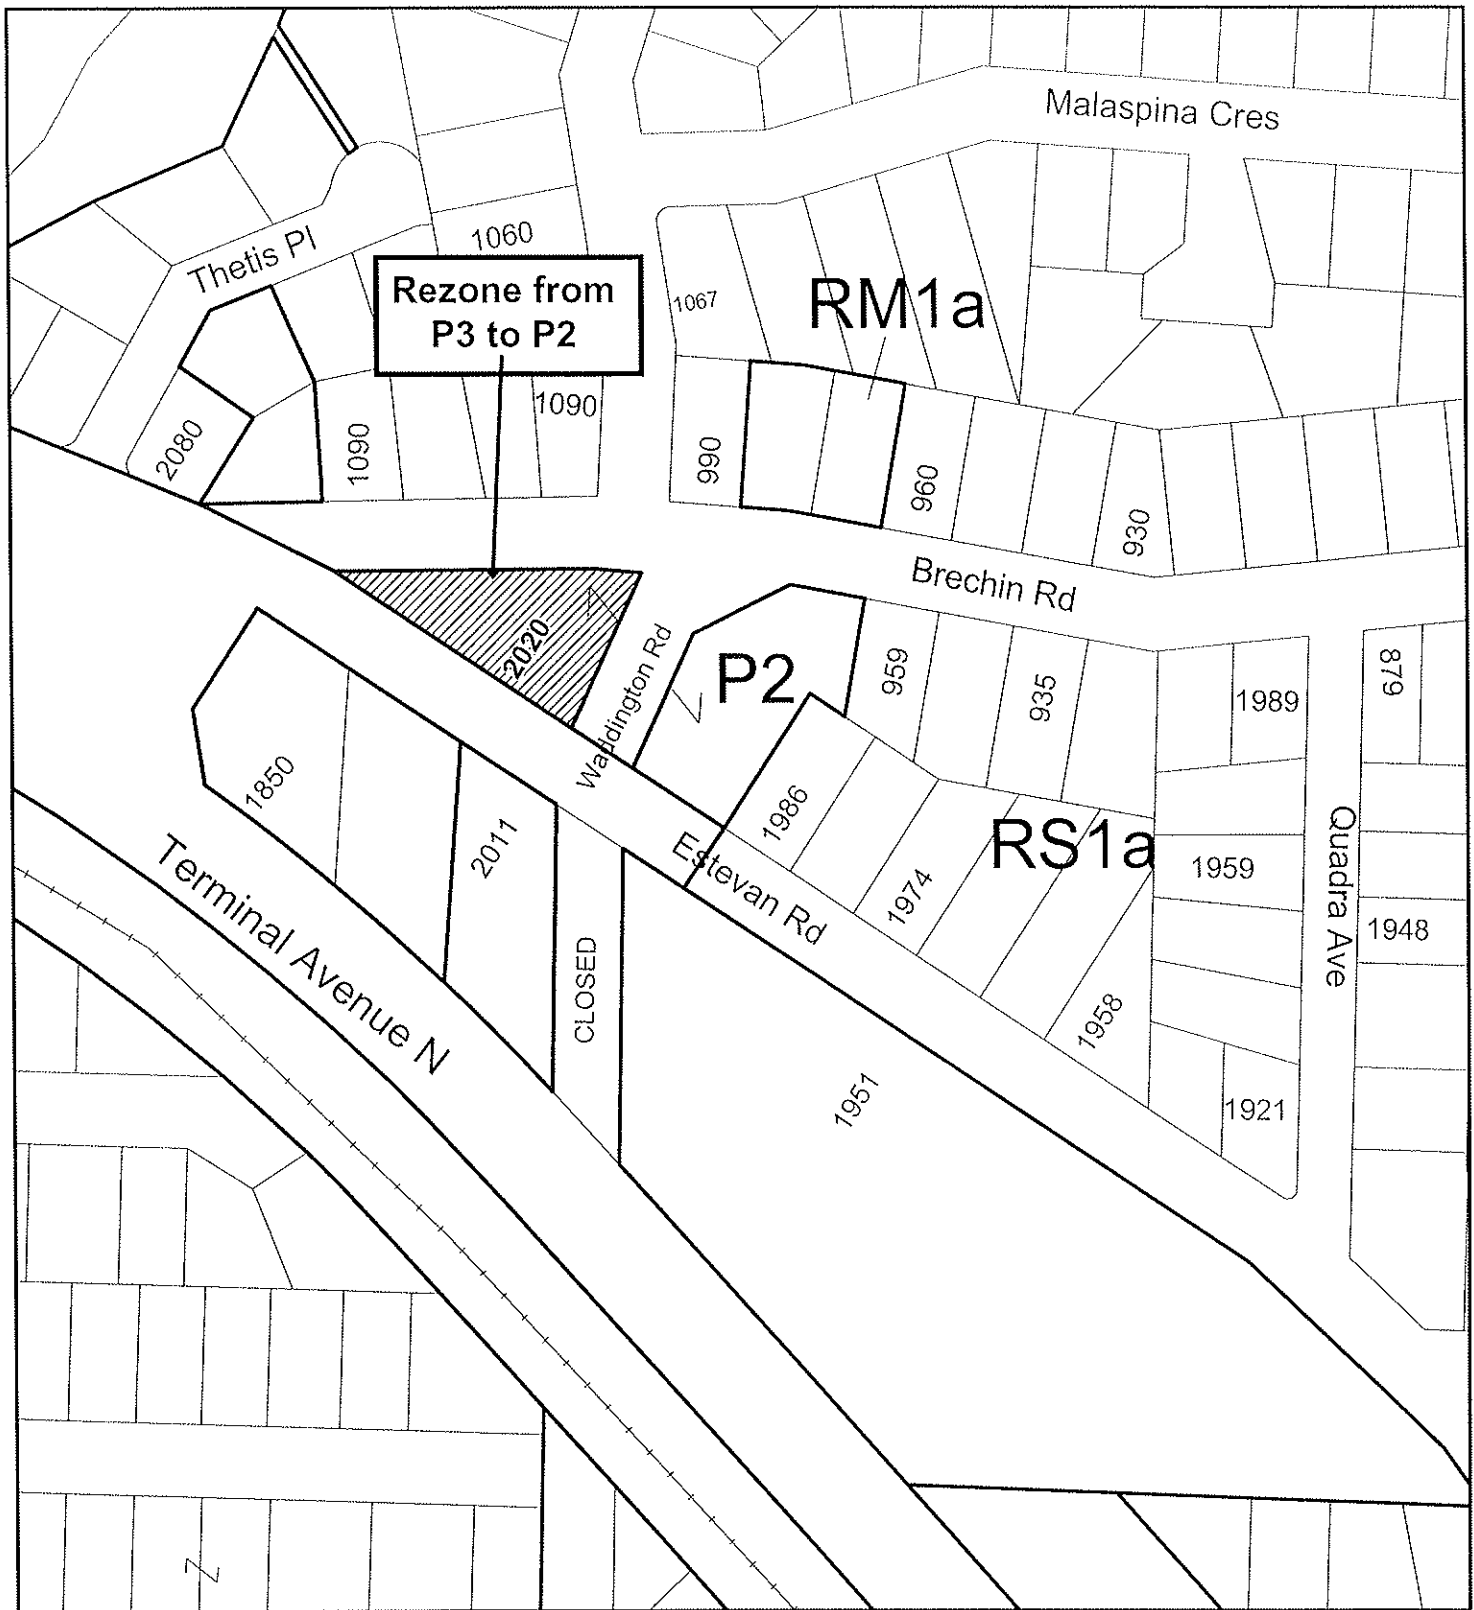 Malaspina Cres
Thetis Pl
1060
Rezone from
P3 to P2
1067
RM1a
1090
2080
1090
990
960
930
Brechin Rd
2020
Waddington Rd
P2
959
935
1989
879
1850
2011
1986
Estevan Rd
RS1a
1974
1959
Quadra Ave
1948
Terminal Avenue N
CLOSED
1958
1951
1921